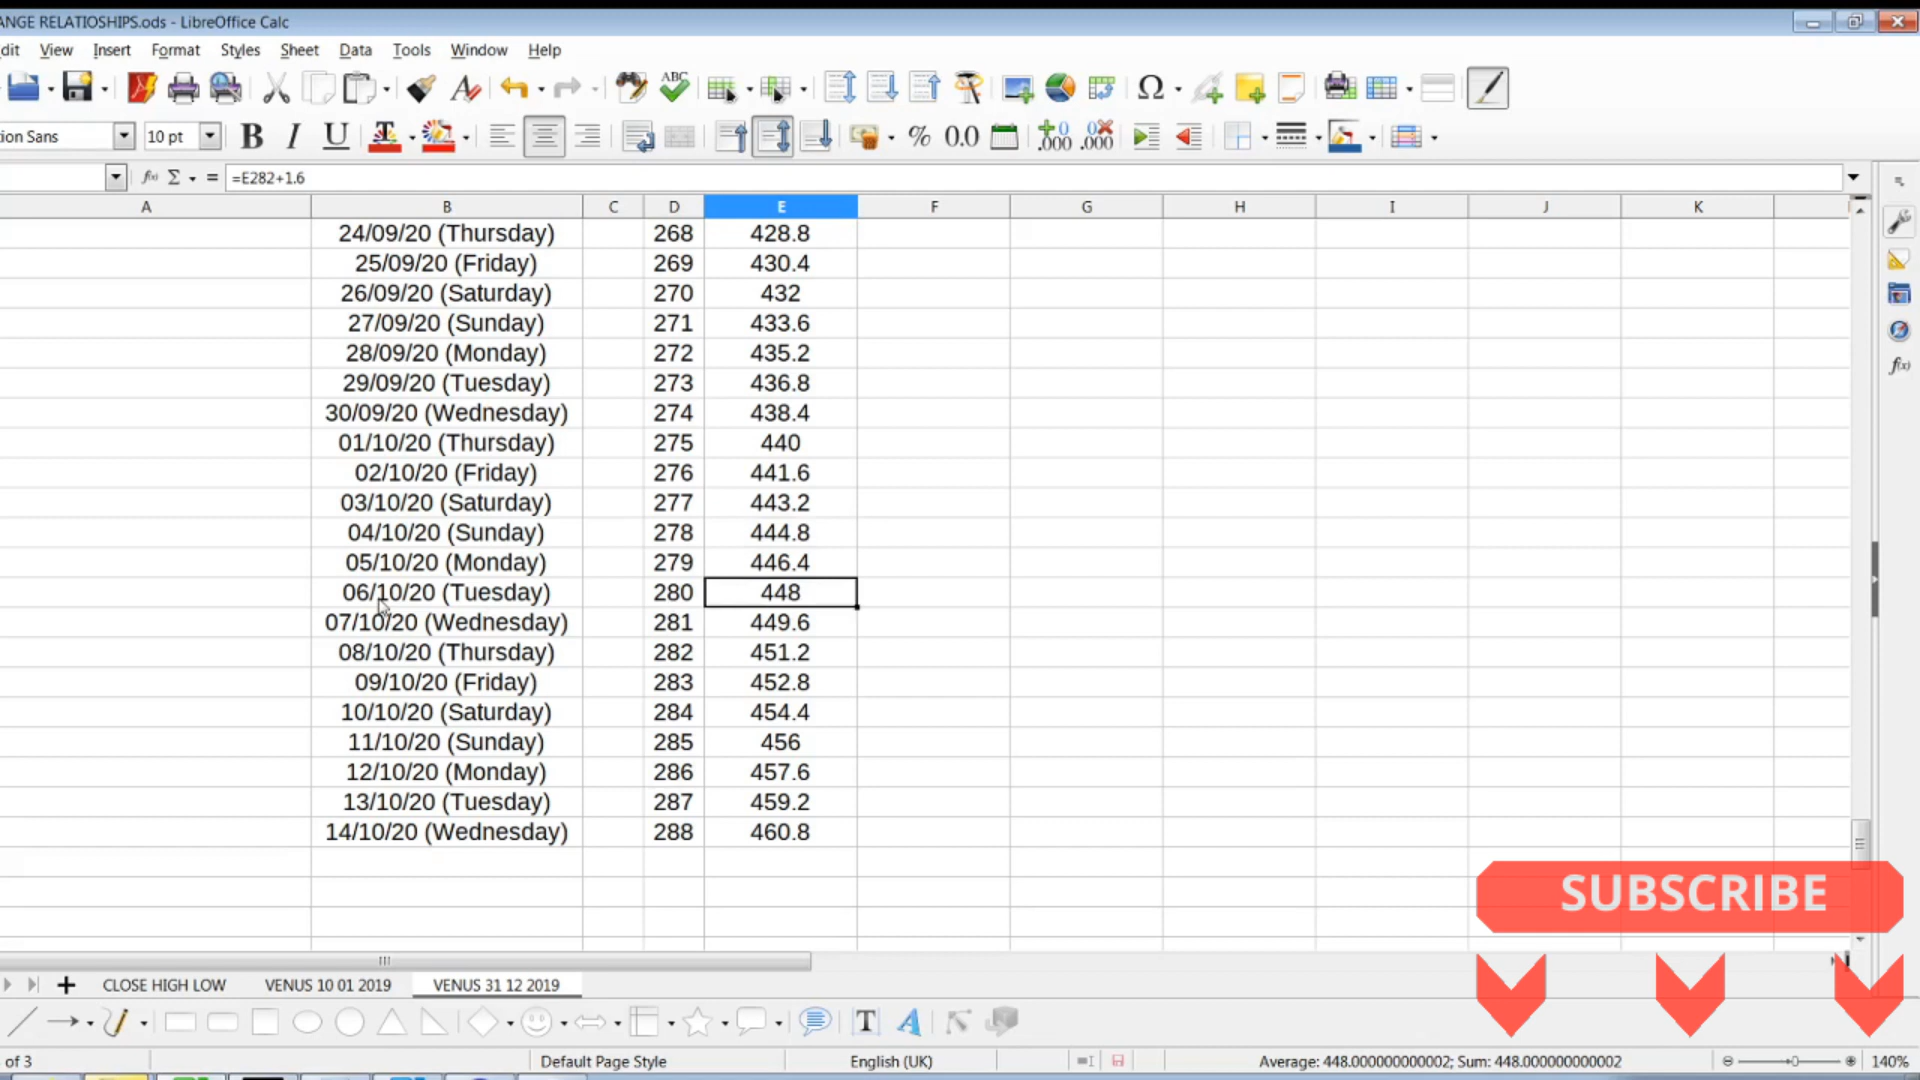 ANGE RELATIOSHIPS.ods - LibreOffice Calc
dit View Insert Format Styles Sheet Data Tools Window Help
ion Sans 10 pt
=E282+1.6
A B C D E F G H I J K
24/09/20 (Thursday) 268 428.8
25/09/20 (Friday) 269 430.4
26/09/20 (Saturday) 270 432
27/09/20 (Sunday) 271 433.6
28/09/20 (Monday) 272 435.2
29/09/20 (Tuesday) 273 436.8
30/09/20 (Wednesday) 274 438.4
01/10/20 (Thursday) 275 440
02/10/20 (Friday) 276 441.6
03/10/20 (Saturday) 277 443.2
04/10/20 (Sunday) 278 444.8
05/10/20 (Monday) 279 446.4
06/10/20 (Tuesday) 280 448
07/10/20 (Wednesday) 281 449.6
08/10/20 (Thursday) 282 451.2
09/10/20 (Friday) 283 452.8
10/10/20 (Saturday) 284 454.4
11/10/20 (Sunday) 285 456
12/10/20 (Monday) 286 457.6
13/10/20 (Tuesday) 287 459.2
14/10/20 (Wednesday) 288 460.8
SUBSCRIBE
CLOSE HIGH LOW VENUS 10 01 2019 VENUS 31 12 2019
of 3 Default Page Style English (UK) Average: 448.000000000002; Sum: 448.000000000002 140%